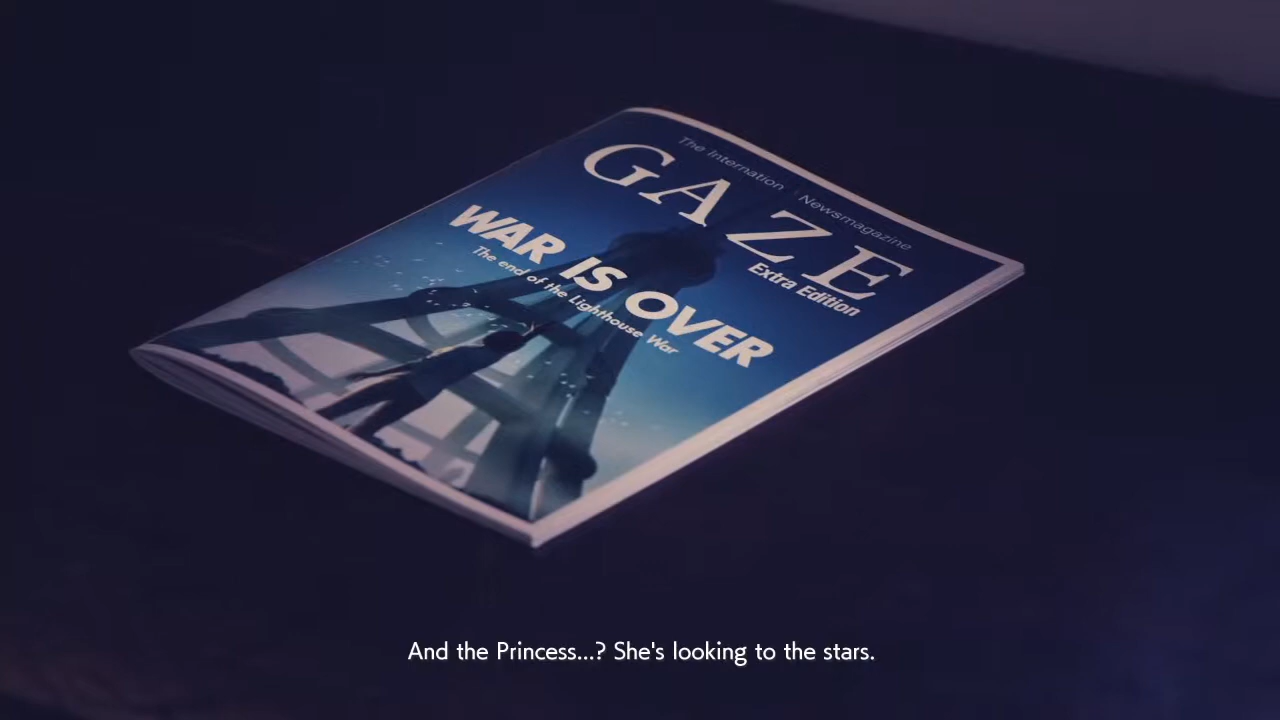 The Internation Newsmagazine
GAZE
Extra Edition
WAR IS OVER
The end of the Lighthouse War
And the Princess...? She's looking to the stars.